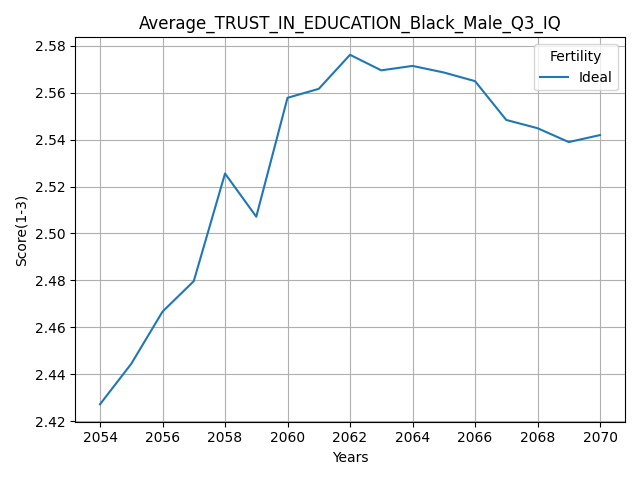 Average_TRUST_IN_EDUCATION_Black_Male_Q3_IQ
Fertility
Ideal
Score(1-3)
2.58
2.56
2.54
2.52
2.50
2.48
2.46
2.44
2.42
2054 2056 2058 2060 2062 2064 2066 2068 2070
Years